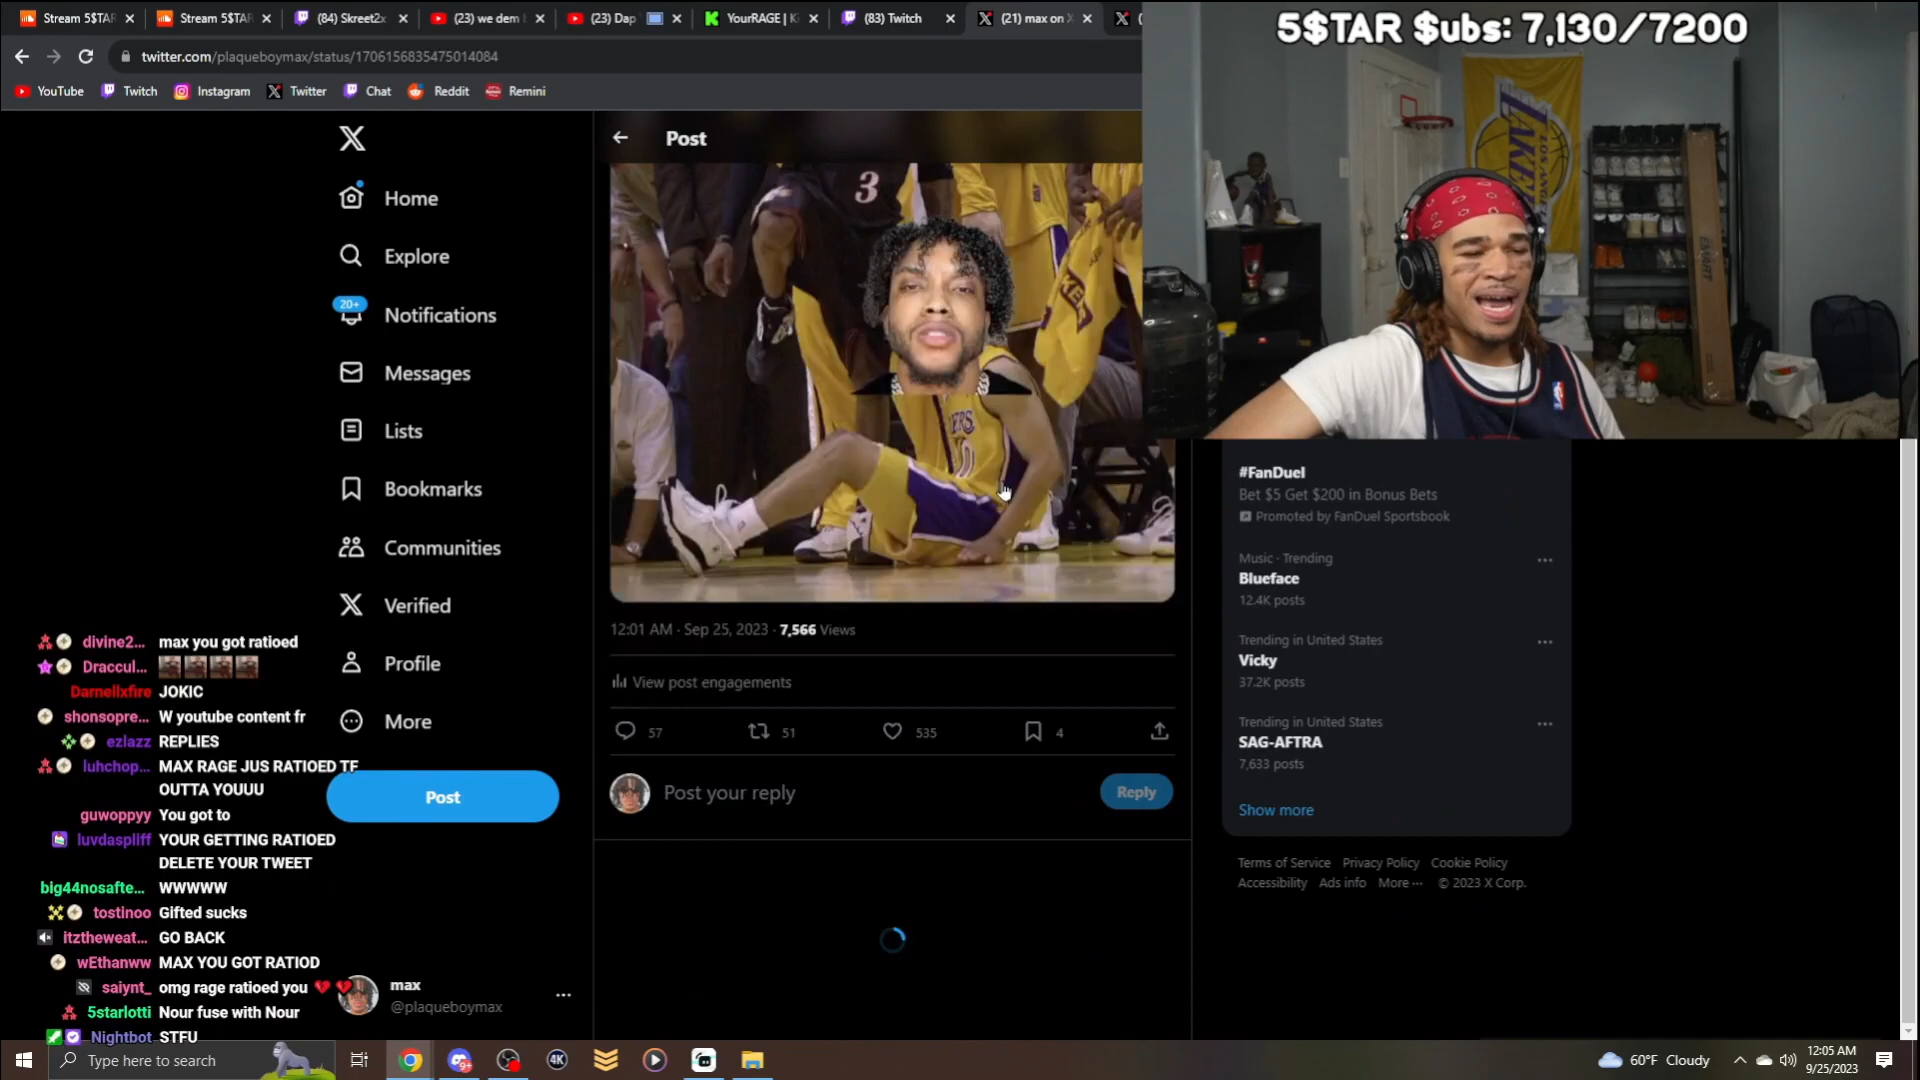 Stream 5$TAR
Stream 5$TAR
(84) Skreet2x
(23) we dem
(23) Dap
YourRAGE | Ki
(83) Twitch
(21) max on X
twitter.com/plaqueboymax/status/1706156835475014084
YouTube
Twitch
Instagram
Twitter
Chat
Reddit
Remini
5$TAR $ubs: 7,130/7200
Home
Explore
20+
Notifications
Messages
Lists
Bookmarks
Communities
Verified
Profile
More
Post
max
@plaqueboymax
Post
3
12:01 AM · Sep 25, 2023 · 7,566 Views
View post engagements
57
51
535
4
Post your reply
Reply
LAKERS
LOS ANGELES
#FanDuel
Bet $5 Get $200 in Bonus Bets
Promoted by FanDuel Sportsbook
Music · Trending
Blueface
12.4K posts
Trending in United States
Vicky
37.2K posts
Trending in United States
SAG-AFTRA
7,633 posts
Show more
Terms of Service Privacy Policy Cookie Policy
Accessibility Ads info More ··· © 2023 X Corp.
divine2... max you got ratioed
Draccul...
Darnellxfire JOKIC
shonsopre... W youtube content fr
ezlazz REPLIES
luhchop... MAX RAGE JUS RATIOED TF
OUTTA YOUUU
guwoppyy You got to
luvdaspliff YOUR GETTING RATIOED
DELETE YOUR TWEET
big44nosafte... WWWWW
tostinoo Gifted sucks
itztheweat... GO BACK
wEthanww MAX YOU GOT RATIOD
saiynt_ omg rage ratioed you
5starlotti Nour fuse with Nour
Nightbot STFU
Type here to search
4K
60°F Cloudy
12:05 AM
9/25/2023